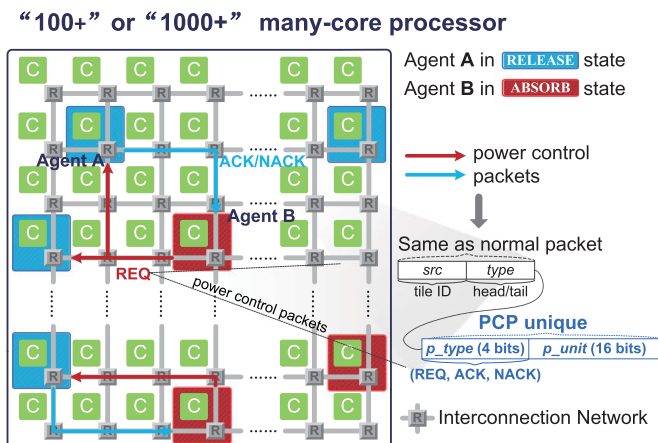 “100+” or “1000+” many-core processor
Agent A in RELEASE state
Agent B in ABSORB state
C C C C C C
R R R R R R
C C C C C C
Agent A R R R ACK/NACK R R
power control
packets
C C C C C C
R R R R R R
Agent B
Same as normal packet
C C C C C C
R R R R R R
REQ
src type
tile ID head/tail
power control packets
PCP unique
p_type (4 bits) p_unit (16 bits)
(REQ, ACK, NACK)
C C C C C C
R R R R R R
C C C C C C
R R R R R R
R Interconnection Network